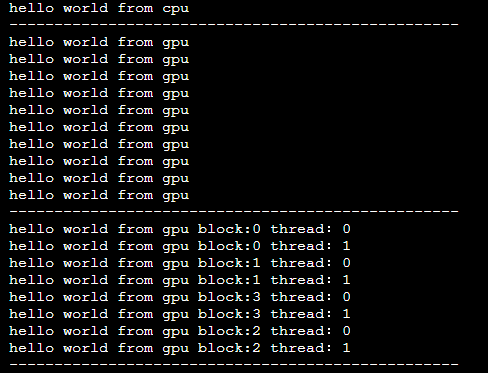 hello world from cpu
--------------------------------------------------
hello world from gpu
hello world from gpu
hello world from gpu
hello world from gpu
hello world from gpu
hello world from gpu
hello world from gpu
hello world from gpu
hello world from gpu
hello world from gpu
--------------------------------------------------
hello world from gpu block:0 thread: 0
hello world from gpu block:0 thread: 1
hello world from gpu block:1 thread: 0
hello world from gpu block:1 thread: 1
hello world from gpu block:3 thread: 0
hello world from gpu block:3 thread: 1
hello world from gpu block:2 thread: 0
hello world from gpu block:2 thread: 1
--------------------------------------------------